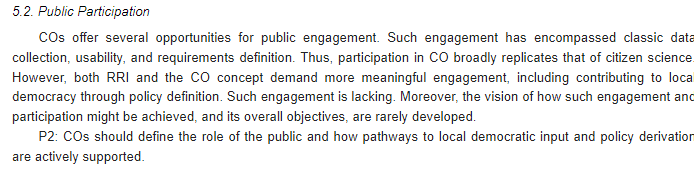 5.2. Public Participation
COs offer several opportunities for public engagement. Such engagement has encompassed classic data
collection, usability, and requirements definition. Thus, participation in CO broadly replicates that of citizen science.
However, both RRI and the CO concept demand more meaningful engagement, including contributing to local
democracy through policy definition. Such engagement is lacking. Moreover, the vision of how such engagement and
participation might be achieved, and its overall objectives, are rarely developed.
P2: COs should define the role of the public and how pathways to local democratic input and policy derivation
are actively supported.